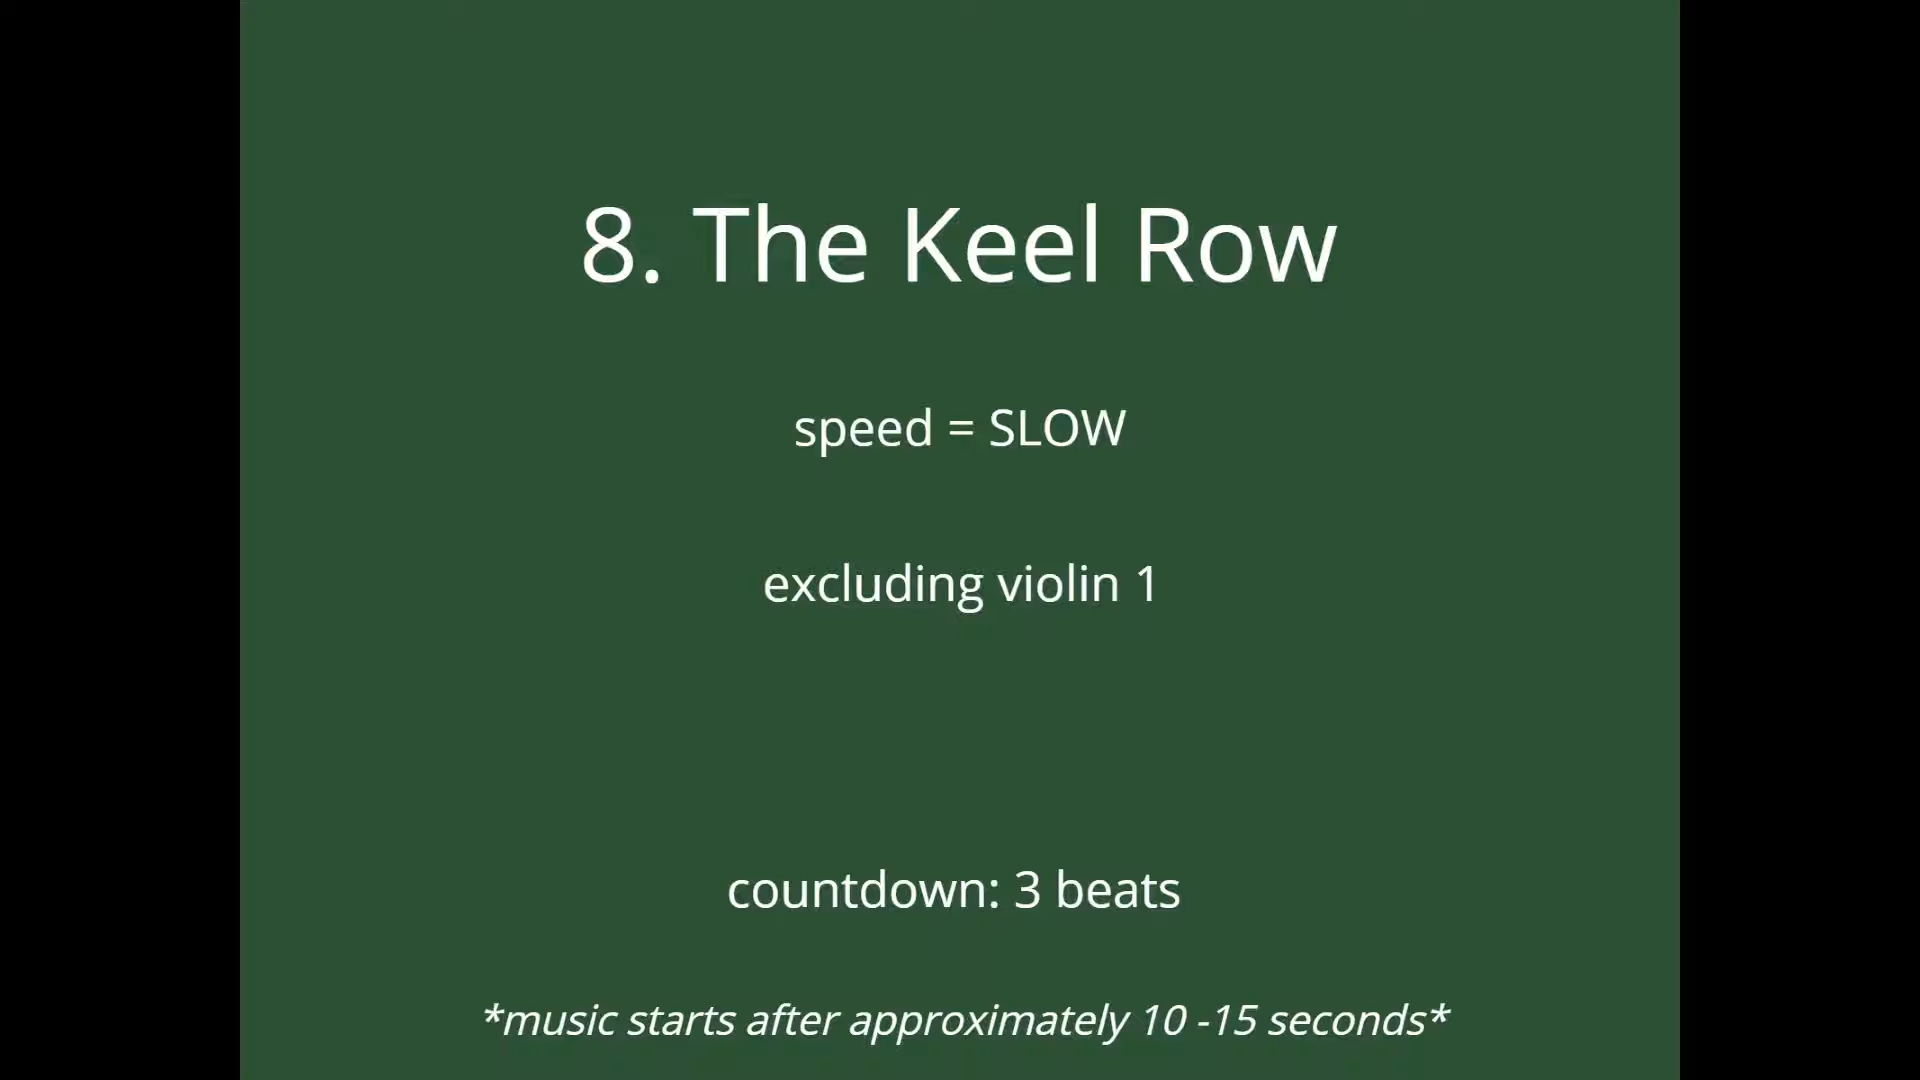 8. The Keel Row
speed = SLOW
excluding violin 1
countdown: 3 beats
*music starts after approximately 10 -15 seconds*